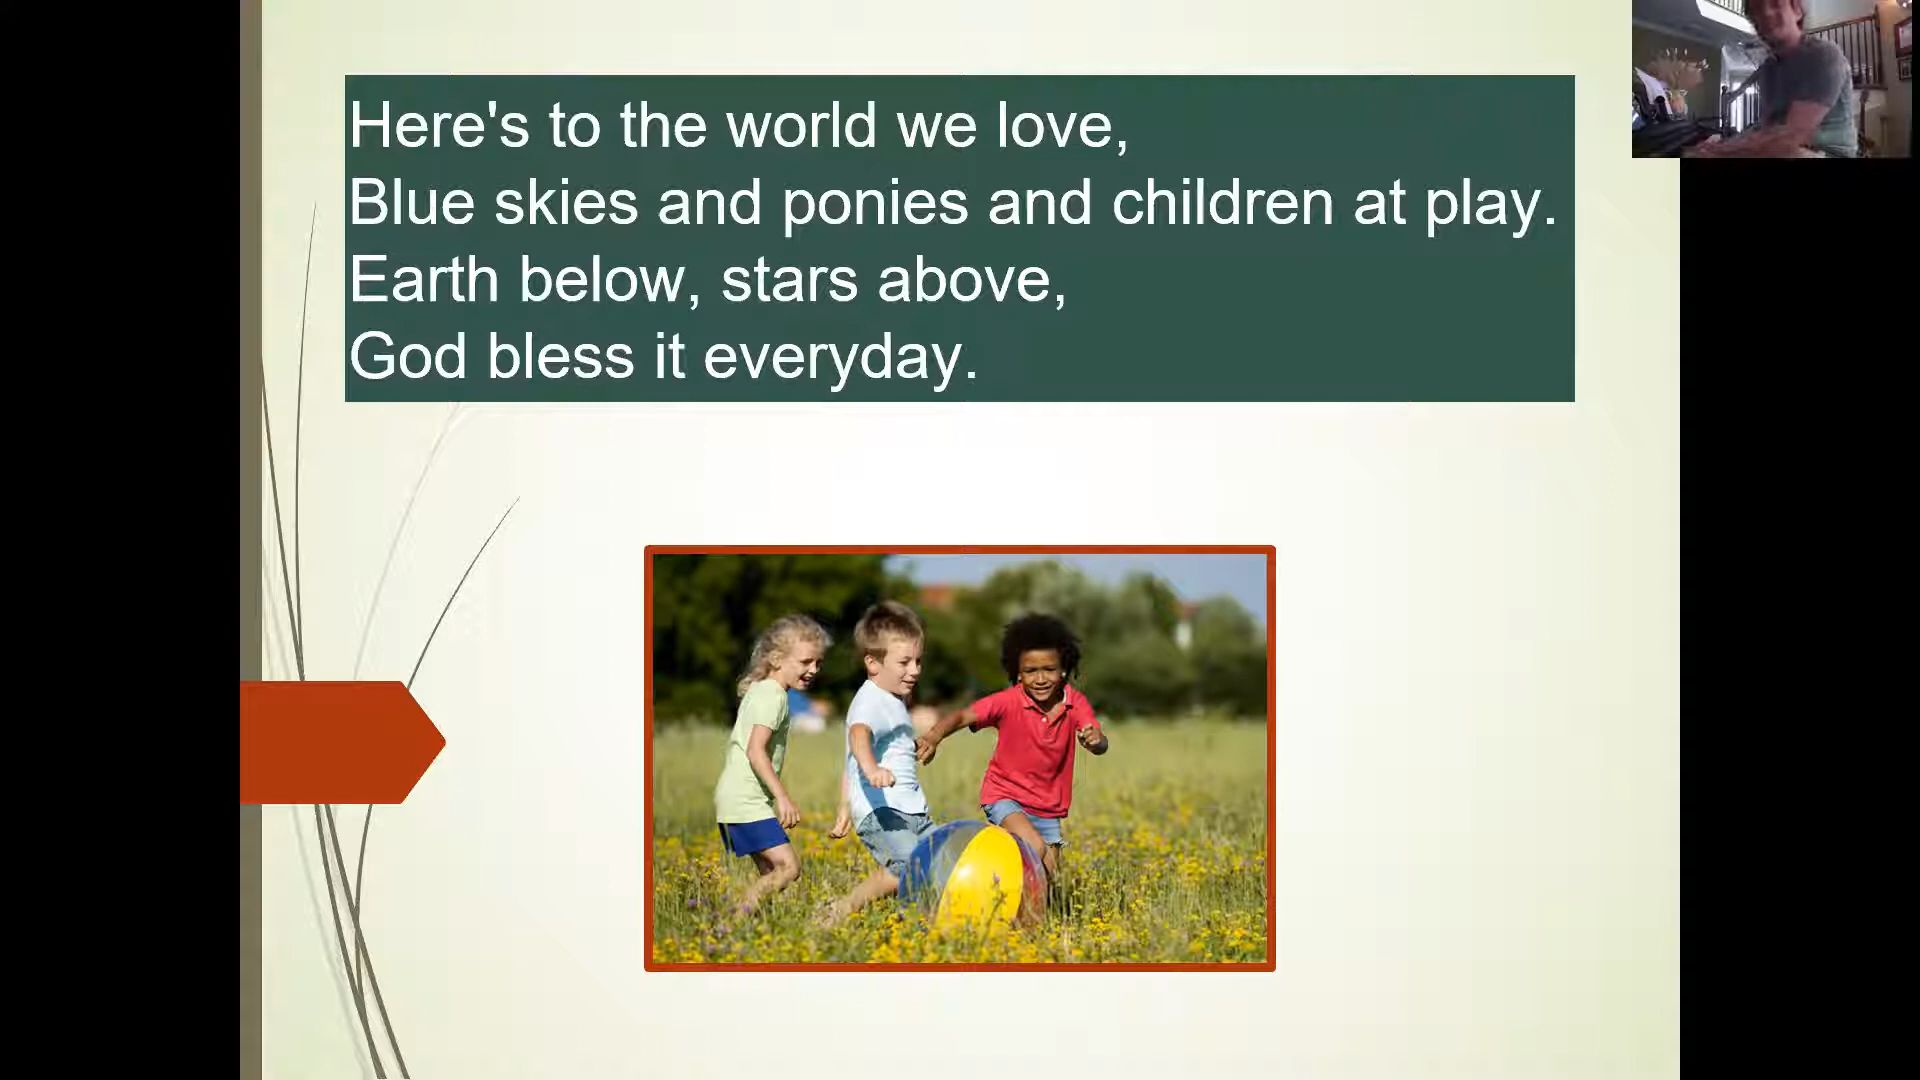 Here's to the world we love,
Blue skies and ponies and children at play.
Earth below, stars above,
God bless it everyday.